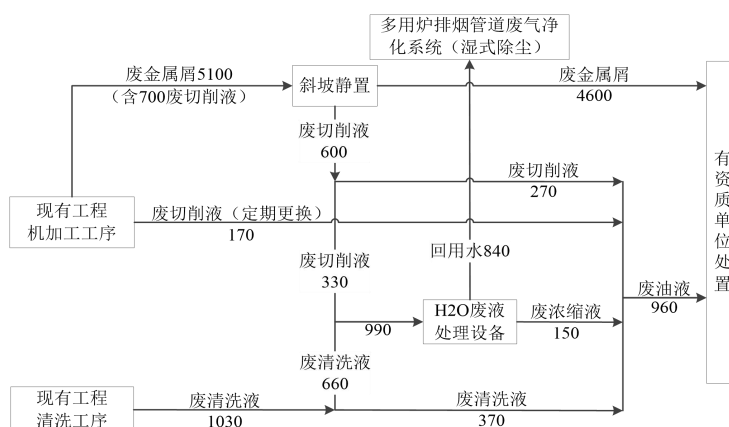 多用炉排烟管道废气净
化系统（湿式除尘）
废金属屑5100
（含700废切削液）
斜坡静置
废金属屑
4600
废切削液
600
废切削液
270
现有工程
机加工工序
废切削液（定期更换）
170
有资质单位处置
回用水840
废切削液
330
废油液
960
990
H2O废液
处理设备
废浓缩液
150
废清洗液
660
现有工程
清洗工序
废清洗液
1030
废清洗液
370